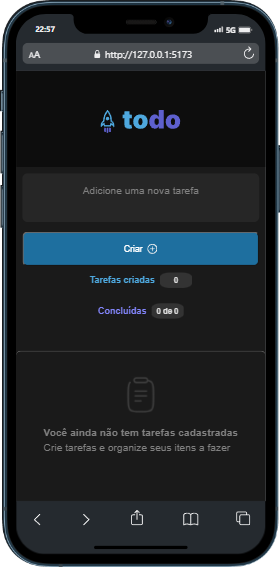 22:57
5G
AA http://127.0.0.1:5173
todo
Adicione uma nova tarefa
Criar
Tarefas criadas 0
Concluídas 0 de 0
Você ainda não tem tarefas cadastradas
Crie tarefas e organize seus itens a fazer